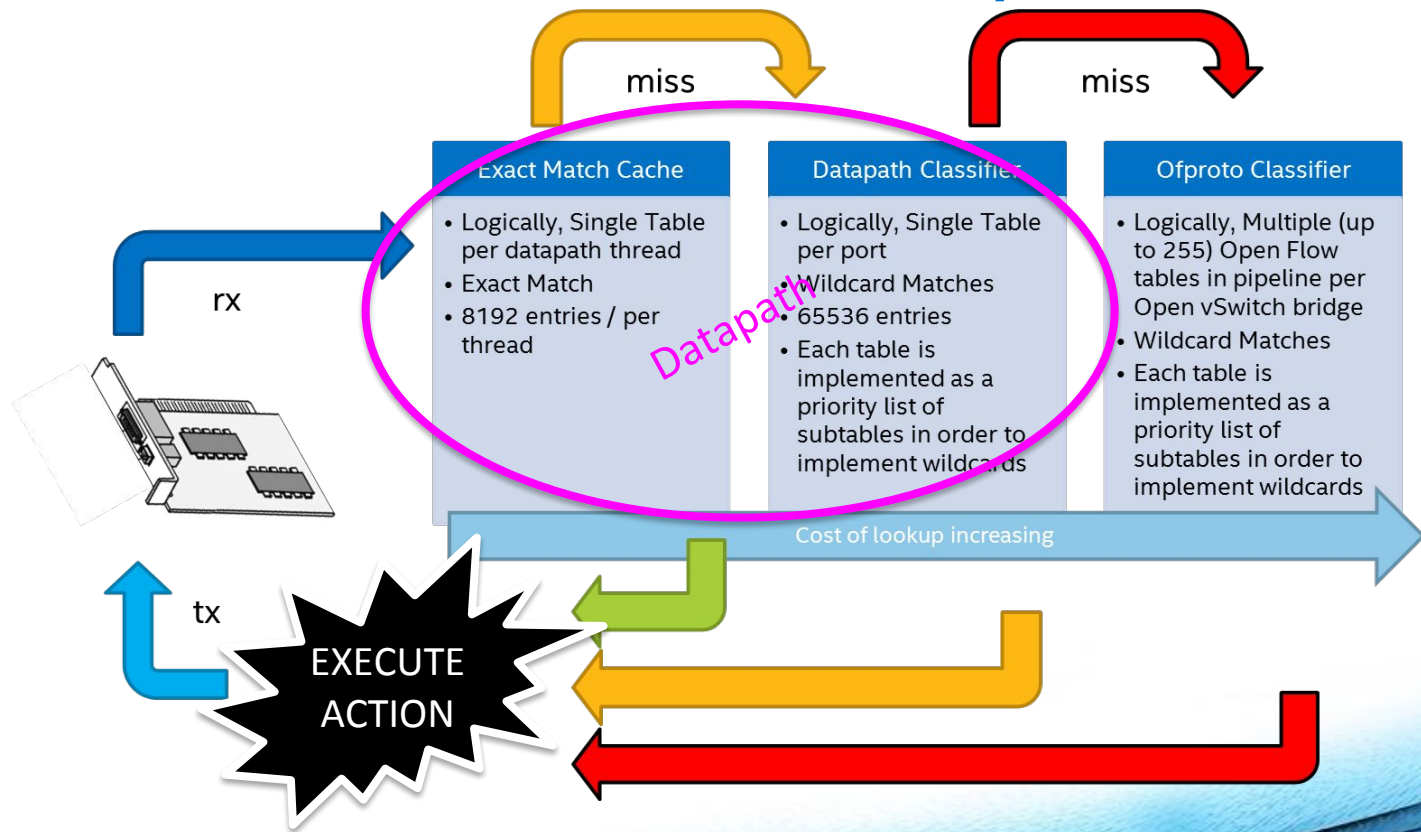 miss
miss
Exact Match Cache
• Logically, Single Table
per datapath thread
• Exact Match
• 8192 entries / per
thread
Datapath Classifier
• Logically, Single Table
per port
• Wildcard Matches
• 65536 entries
• Each table is
implemented as a
priority list of
subtables in order to
implement wildcards
Ofproto Classifier
• Logically, Multiple (up
to 255) Open Flow
tables in pipeline per
Open vSwitch bridge
• Wildcard Matches
• Each table is
implemented as a
priority list of
subtables in order to
implement wildcards
Datapath
rx
Cost of lookup increasing
tx
EXECUTE
ACTION